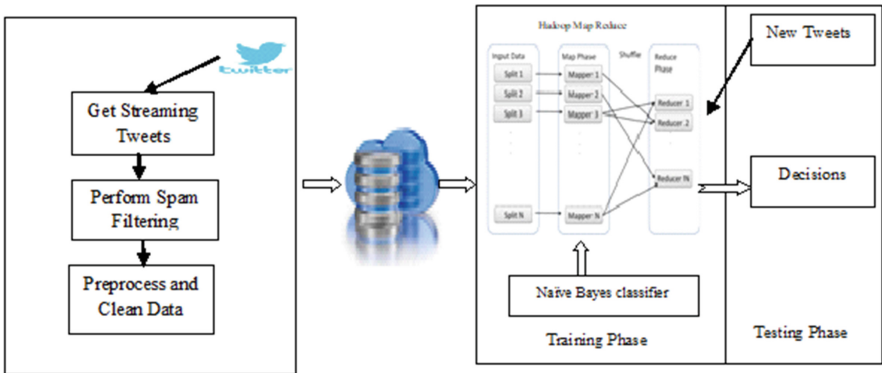 twitter
Get Streaming
Tweets
Perform Spam
Filtering
Preprocess and
Clean Data
Hadoop Map Reduce
Input Data
Map Phase
Shuffler
Reduce
Phase
Split 1
Mapper 1
Split 2
Mapper 2
Split 3
Mapper 3
Reducer 1
Reducer 2
Reducer N
Split N
Mapper N
Naïve Bayes classifier
Training Phase
New Tweets
Decisions
Testing Phase